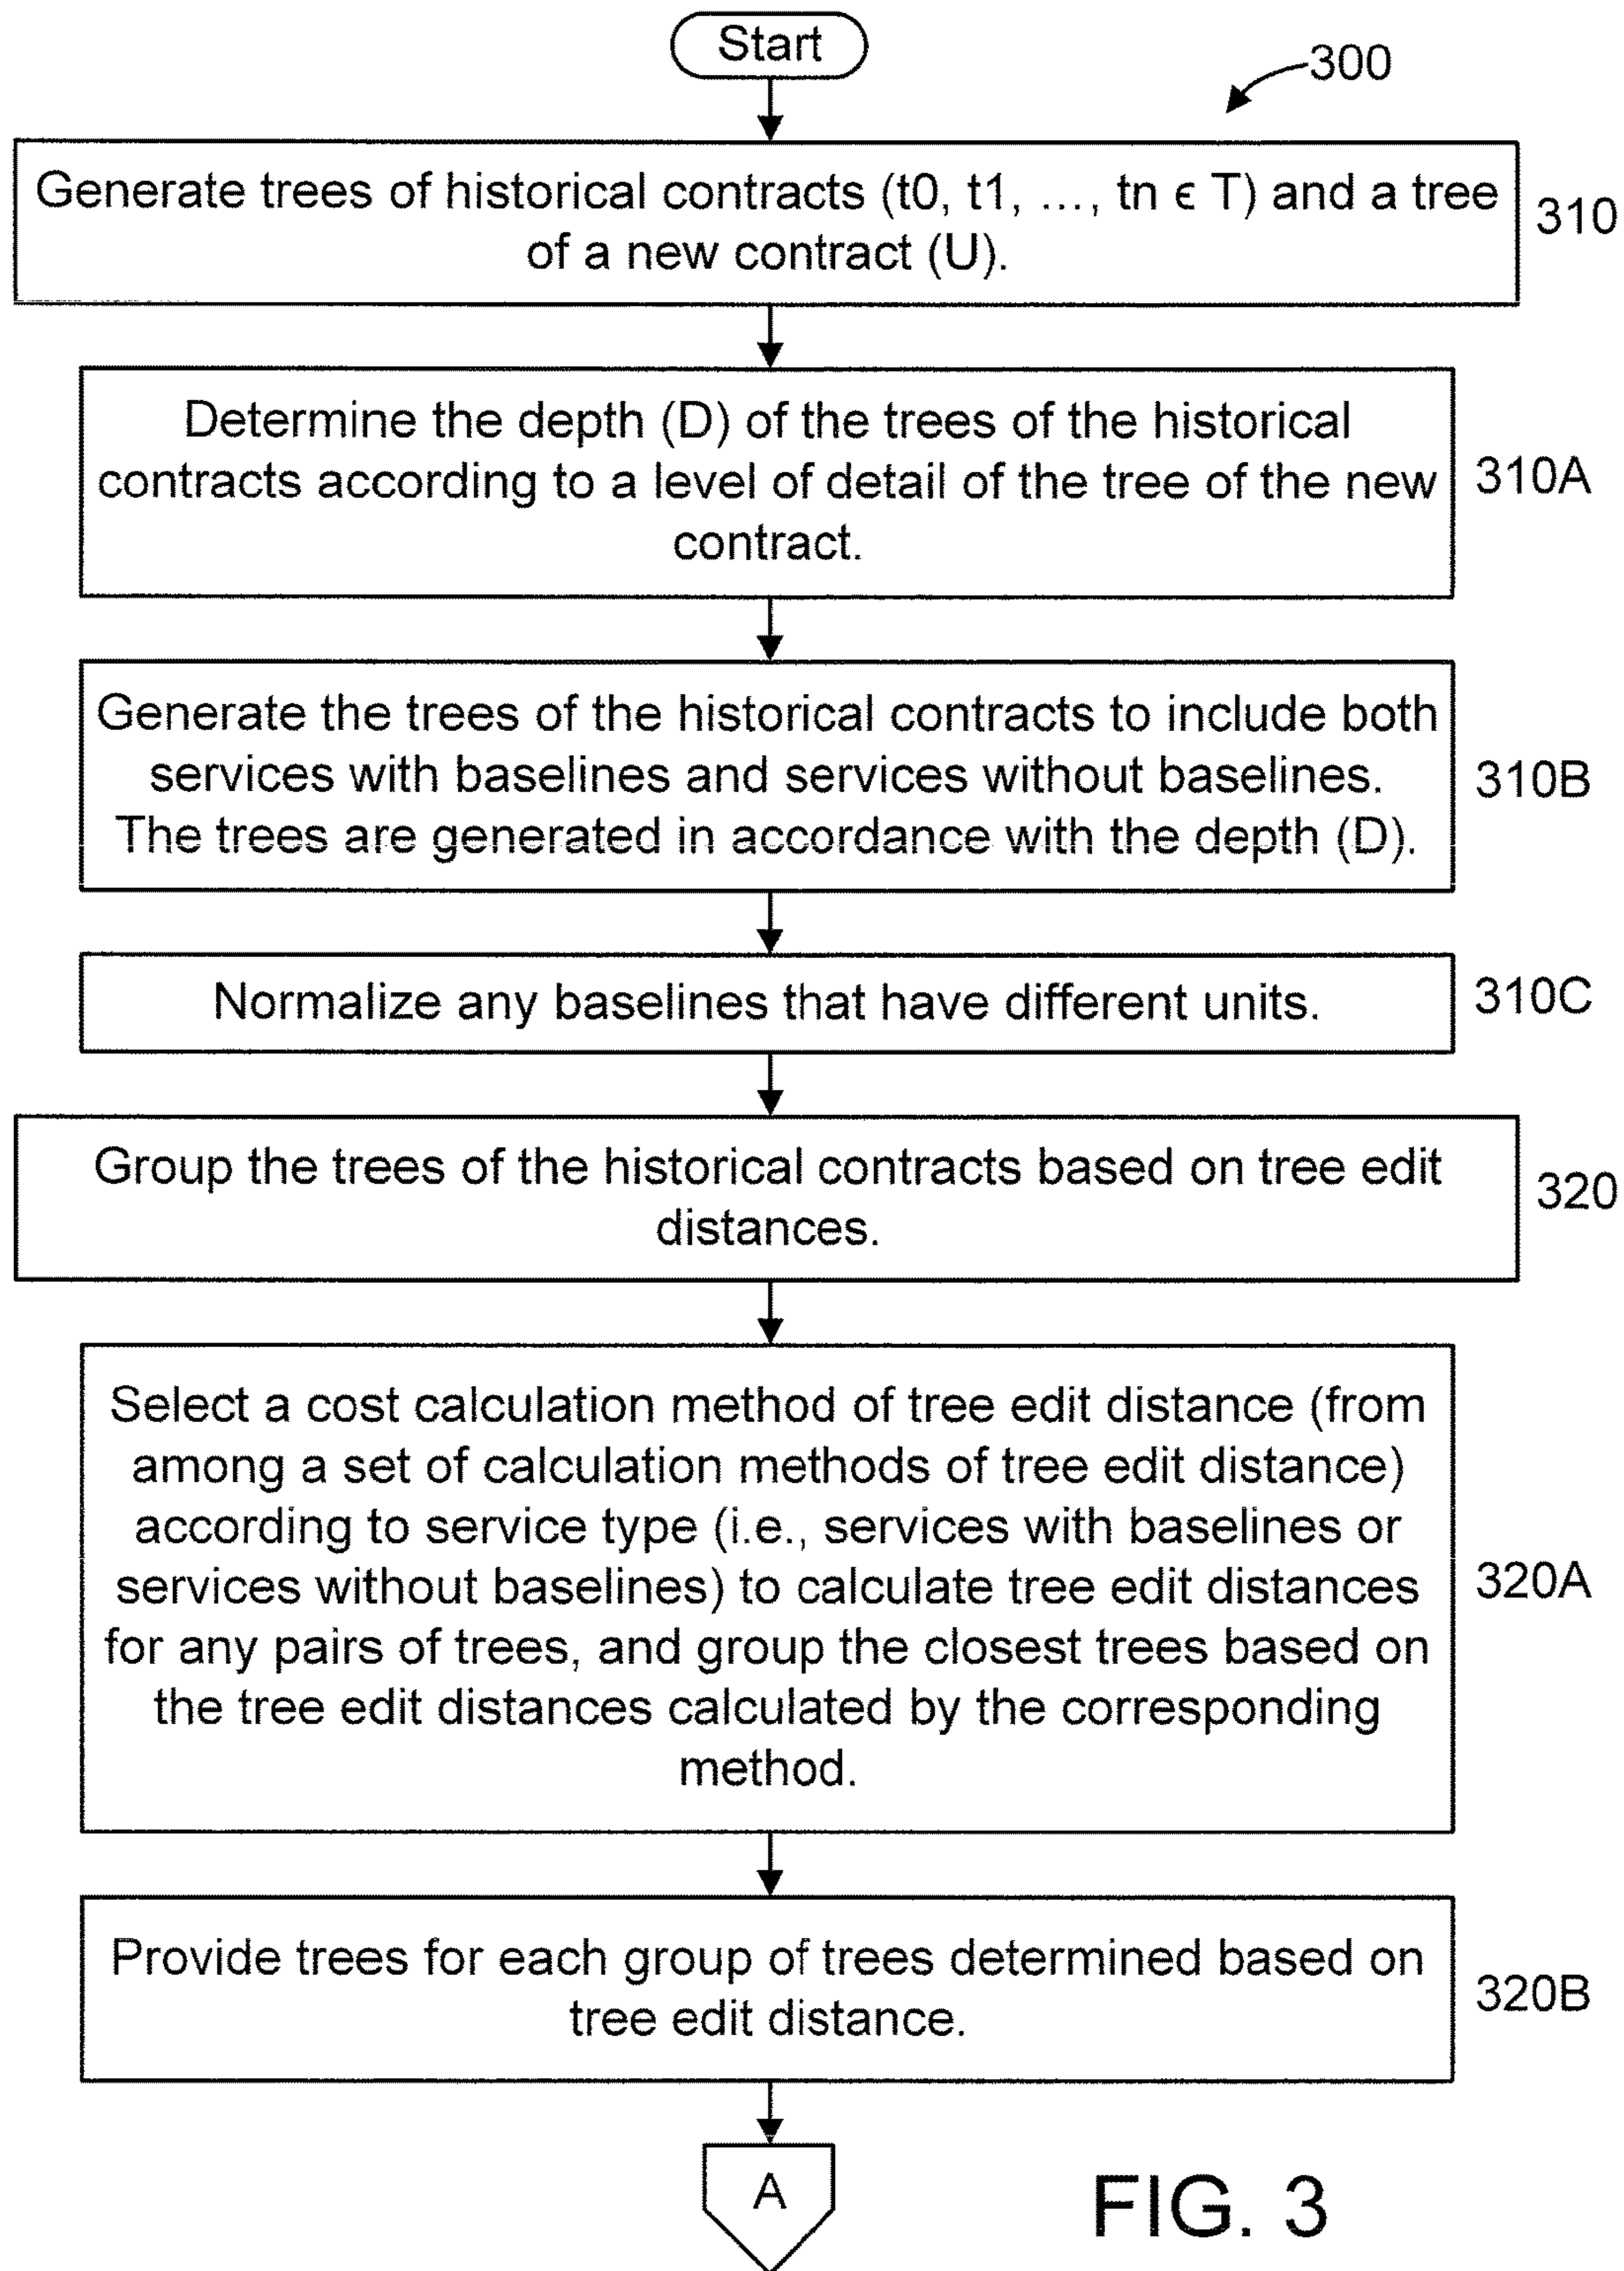 Start
300
Generate trees of historical contracts (t0, t1, ..., tn ϵ T) and a tree
of a new contract (U).
310
Determine the depth (D) of the trees of the historical
contracts according to a level of detail of the tree of the new
contract.
310A
Generate the trees of the historical contracts to include both
services with baselines and services without baselines.
The trees are generated in accordance with the depth (D).
310B
Normalize any baselines that have different units.
310C
Group the trees of the historical contracts based on tree edit
distances.
320
Select a cost calculation method of tree edit distance (from
among a set of calculation methods of tree edit distance)
according to service type (i.e., services with baselines or
services without baselines) to calculate tree edit distances
for any pairs of trees, and group the closest trees based on
the tree edit distances calculated by the corresponding
method.
320A
Provide trees for each group of trees determined based on
tree edit distance.
320B
A
FIG. 3